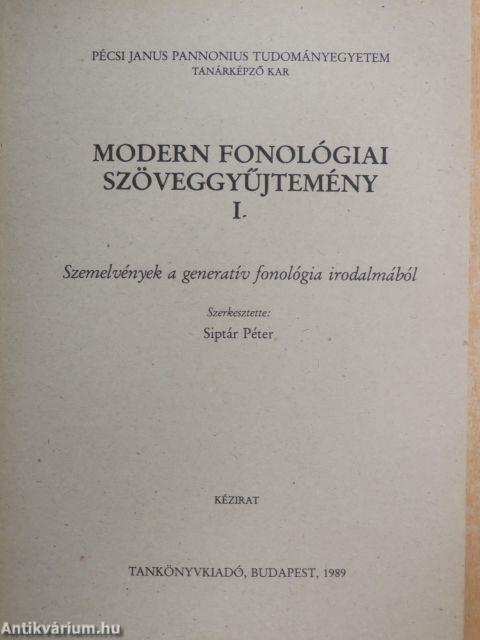 PÉCSI JANUS PANNONIUS TUDOMÁNYEGYETEM
TANÁRKÉPZŐ KAR
MODERN FONOLÓGIAI
SZÖVEGGYŰJTEMÉNY
I.
Szemelvények a generatív fonológia irodalmából
Szerkesztette:
Siptár Péter
KÉZIRAT
TANKÖNYVKIADÓ, BUDAPEST, 1989
Antikvárium.hu